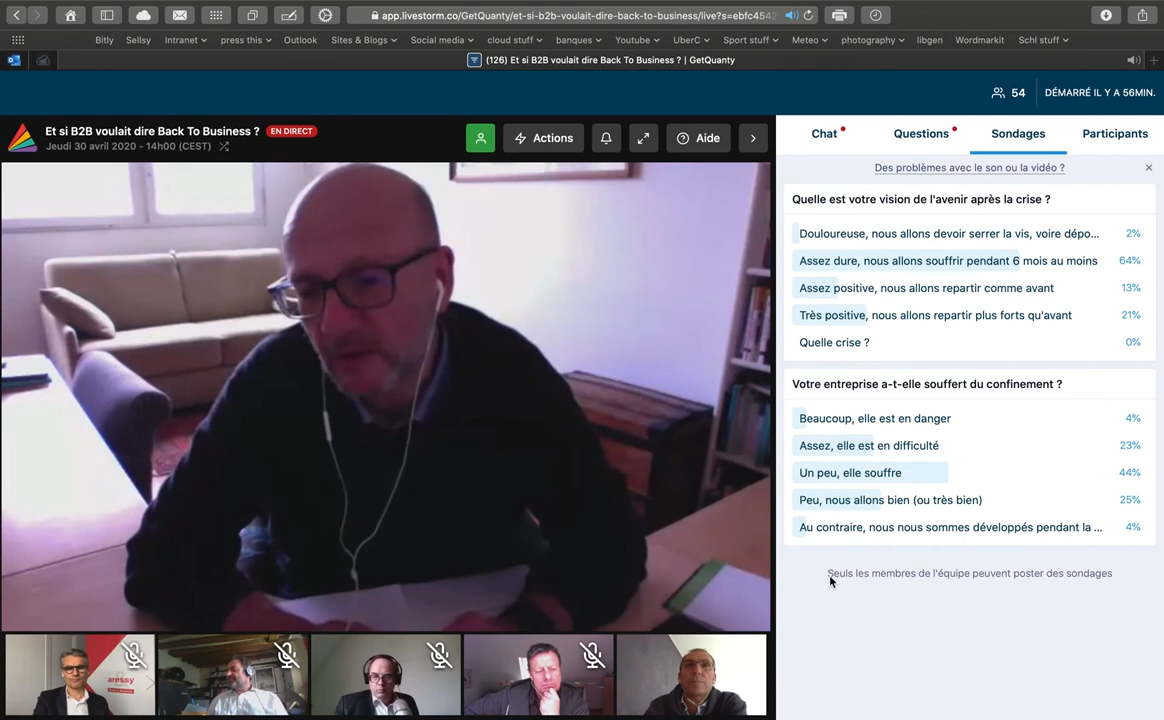 app.livestorm.co/GetQuanty/et-si-b2b-voulait-dire-back-to-business/live?s=ebfc4542
Bitly Sellsy Intranet press this Outlook Sites & Blogs Social media cloud stuff banques Youtube UberC Sport stuff Meteo photography libgen Wordmarkit Schl stuff
(126) Et si B2B voulait dire Back To Business ? | GetQuanty
54 DÉMARRÉ IL Y A 56MIN.
Et si B2B voulait dire Back To Business ? EN DIRECT
Jeudi 30 avril 2020 - 14h00 (CEST)
Actions
Aide
Chat Questions Sondages Participants
Des problèmes avec le son ou la vidéo ?
Quelle est votre vision de l'avenir après la crise ?
Douloureuse, nous allons devoir serrer la vis, voire dépo... 2%
Assez dure, nous allons souffrir pendant 6 mois au moins 64%
Assez positive, nous allons repartir comme avant 13%
Très positive, nous allons repartir plus forts qu'avant 21%
Quelle crise ? 0%
Votre entreprise a-t-elle souffert du confinement ?
Beaucoup, elle est en danger 4%
Assez, elle est en difficulté 23%
Un peu, elle souffre 44%
Peu, nous allons bien (ou très bien) 25%
Au contraire, nous nous sommes développés pendant la ... 4%
Seuls les membres de l'équipe peuvent poster des sondages
aressy